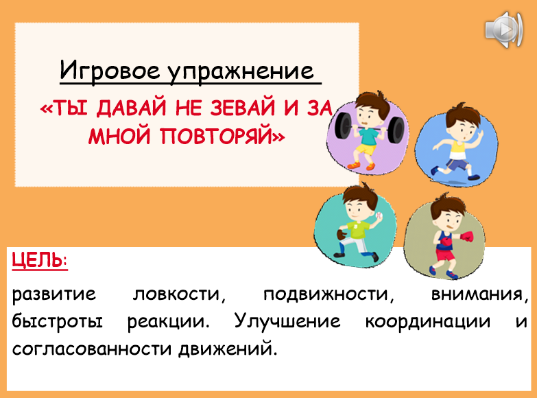 Игровое упражнение
«ТЫ ДАВАЙ НЕ ЗЕВАЙ И ЗА
МНОЙ ПОВТОРЯЙ»
ЦЕЛЬ:
развитие ловкости, подвижности, внимания,
быстроты реакции. Улучшение координации и
согласованности движений.